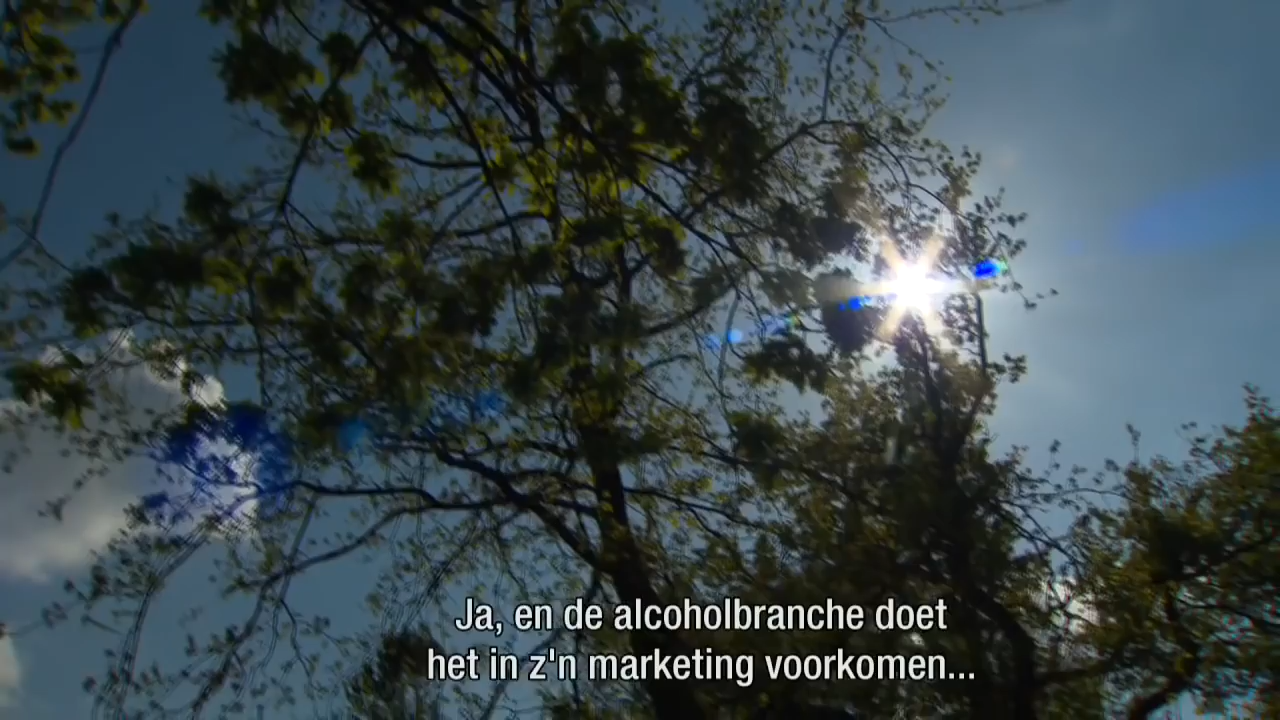 Ja, en de alcoholbranche doet
het in z'n marketing voorkomen...